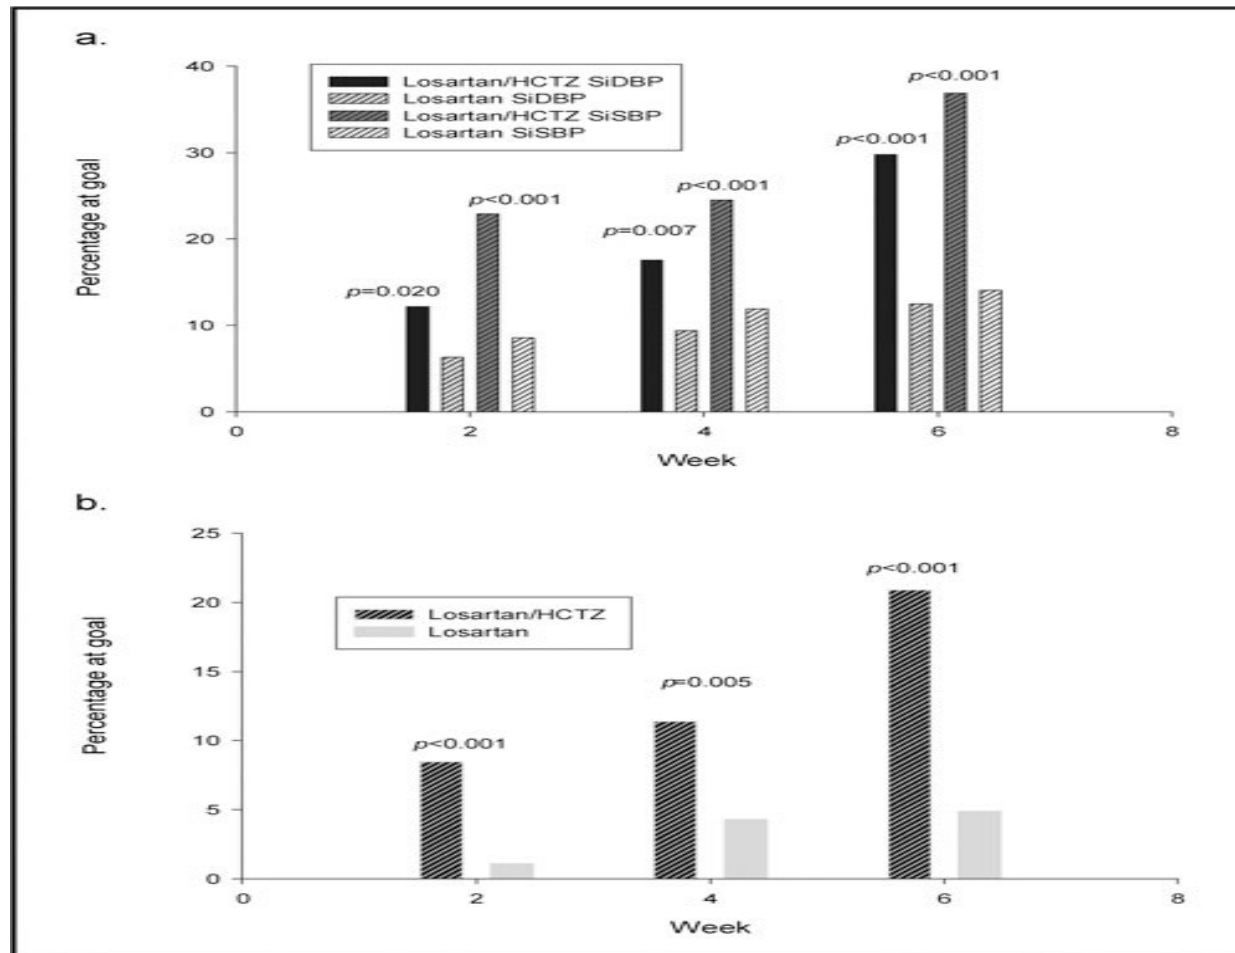 a.
40
30
20
10
0
Percentage at goal
Losartan/HCTZ SiDBP
Losartan SiDBP
Losartan/HCTZ SiSBP
Losartan SiSBP
p=0.020
p<0.001
p=0.007
p<0.001
p<0.001
p<0.001
0 2 4 6 8
Week
b.
25
20
15
10
5
0
Percentage at goal
Losartan/HCTZ
Losartan
p<0.001
p=0.005
p<0.001
0 2 4 6 8
Week